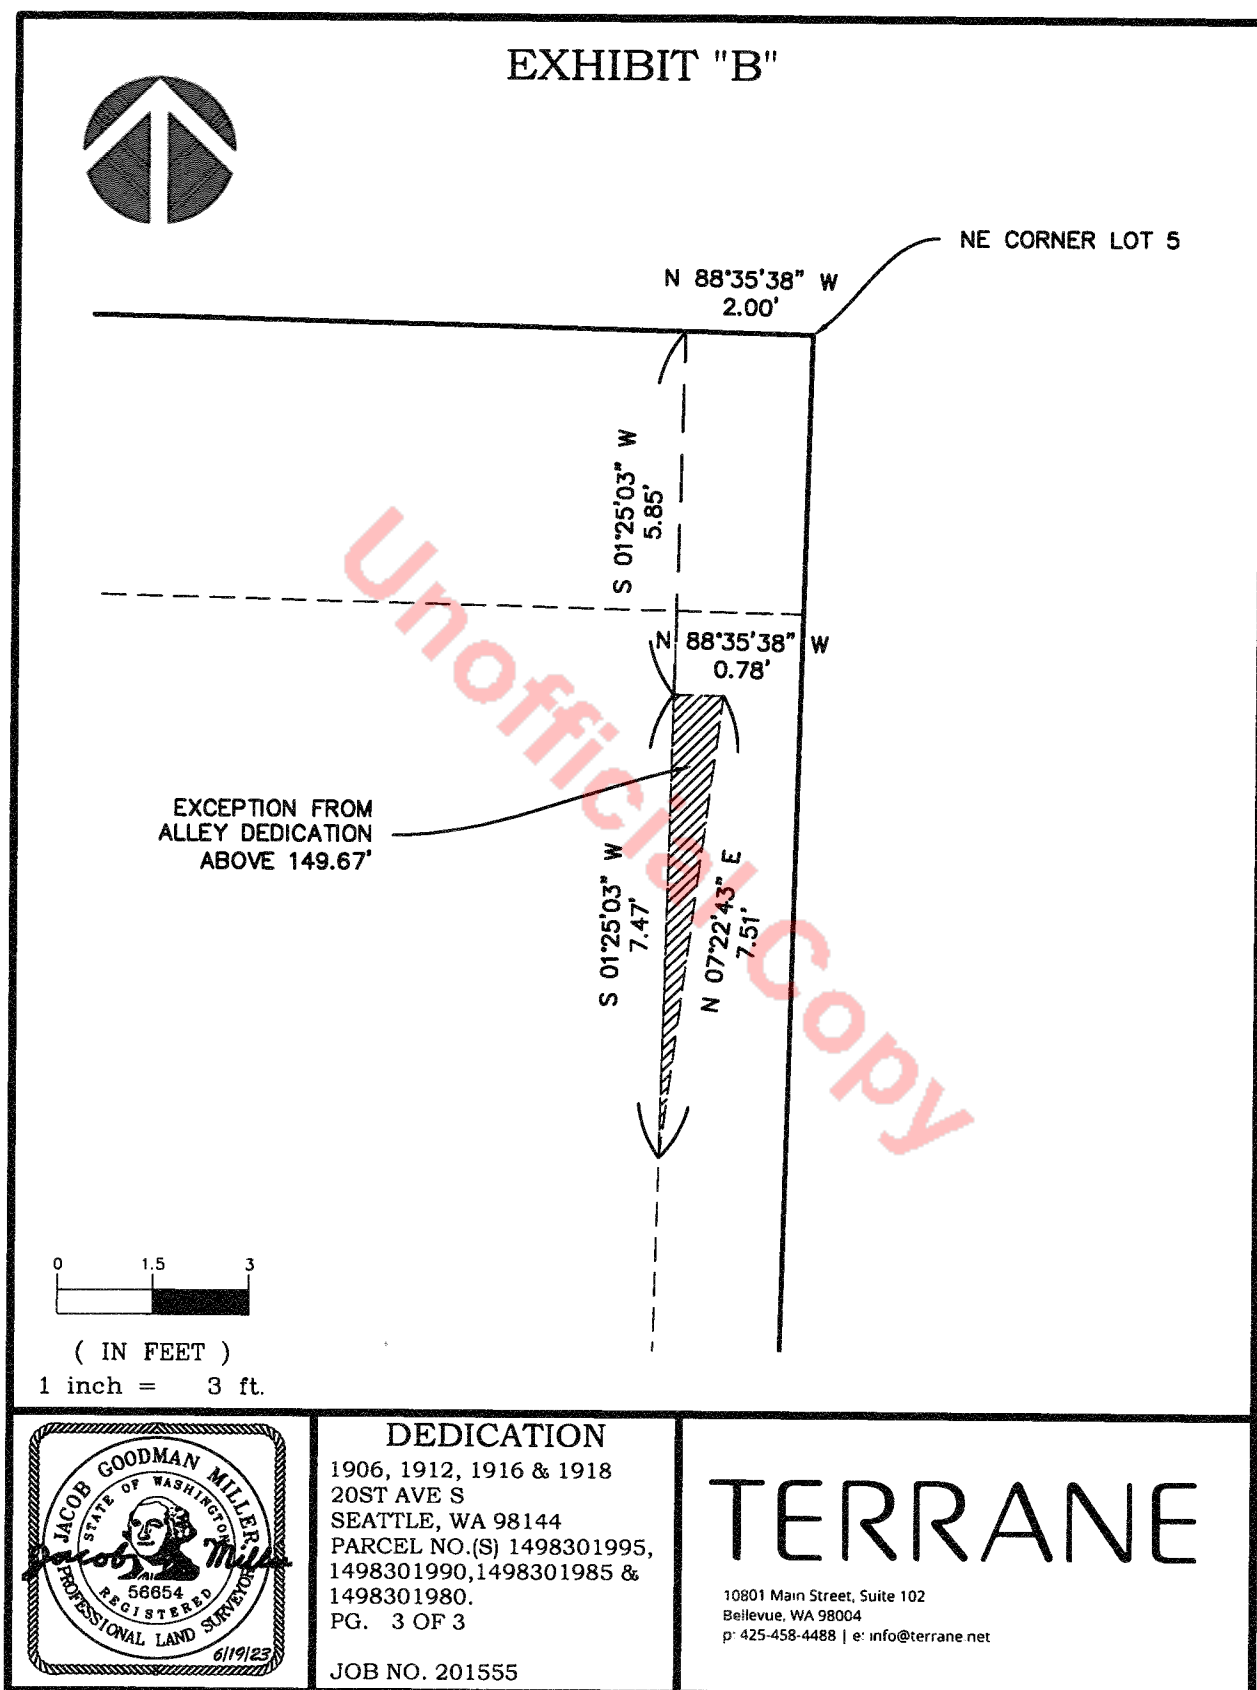 EXHIBIT "B"
NE CORNER LOT 5
N 88°35'38" W
2.00'
S 01°25'03" W
5.85'
N 88°35'38" W
0.78'
EXCEPTION FROM
ALLEY DEDICATION
ABOVE 149.67'
S 01°25'03" W
7.47'
N 07°22'43" E
7.51'
Unofficial Copy
0 1.5 3
( IN FEET )
1 inch = 3 ft.
JACOB GOODMAN MILLER
STATE OF WASHINGTON
Jacob G Miller
56654
REGISTERED
PROFESSIONAL LAND SURVEYOR
6/19/23
DEDICATION
1906, 1912, 1916 & 1918
20ST AVE S
SEATTLE, WA 98144
PARCEL NO.(S) 1498301995,
1498301990,1498301985 &
1498301980.
PG. 3 OF 3
JOB NO. 201555
TERRANE
10801 Main Street, Suite 102
Bellevue, WA 98004
p: 425-458-4488 | e: info@terrane.net